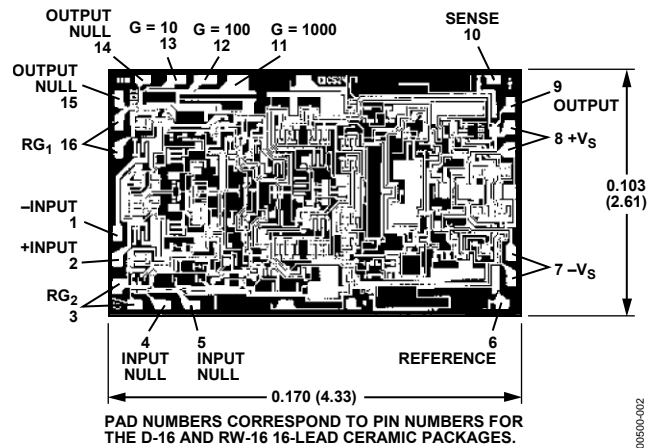 OUTPUT
NULL
14
G = 10
13
G = 100
12
G = 1000
11
SENSE
10
OUTPUT
NULL
15
RG1 16
–INPUT
1
+INPUT
2
RG2
3
4
INPUT
NULL
5
INPUT
NULL
9
OUTPUT
8 +VS
0.103
(2.61)
7 –VS
6
REFERENCE
0.170 (4.33)
PAD NUMBERS CORRESPOND TO PIN NUMBERS FOR
THE D-16 AND RW-16 16-LEAD CERAMIC PACKAGES.
00500-002